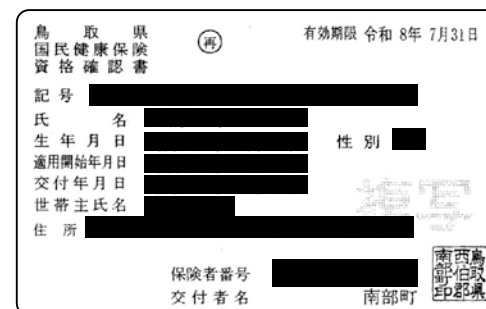 鳥取県
国民健康保険
資格確認書
再
有効期限 令和 8年 7月31日
記号
氏名
生年月日
性別
適用開始年月日
交付年月日
世帯主氏名
複写
住所
保険者番号
交付者名 南部町
鳥取県西伯郡南部町印